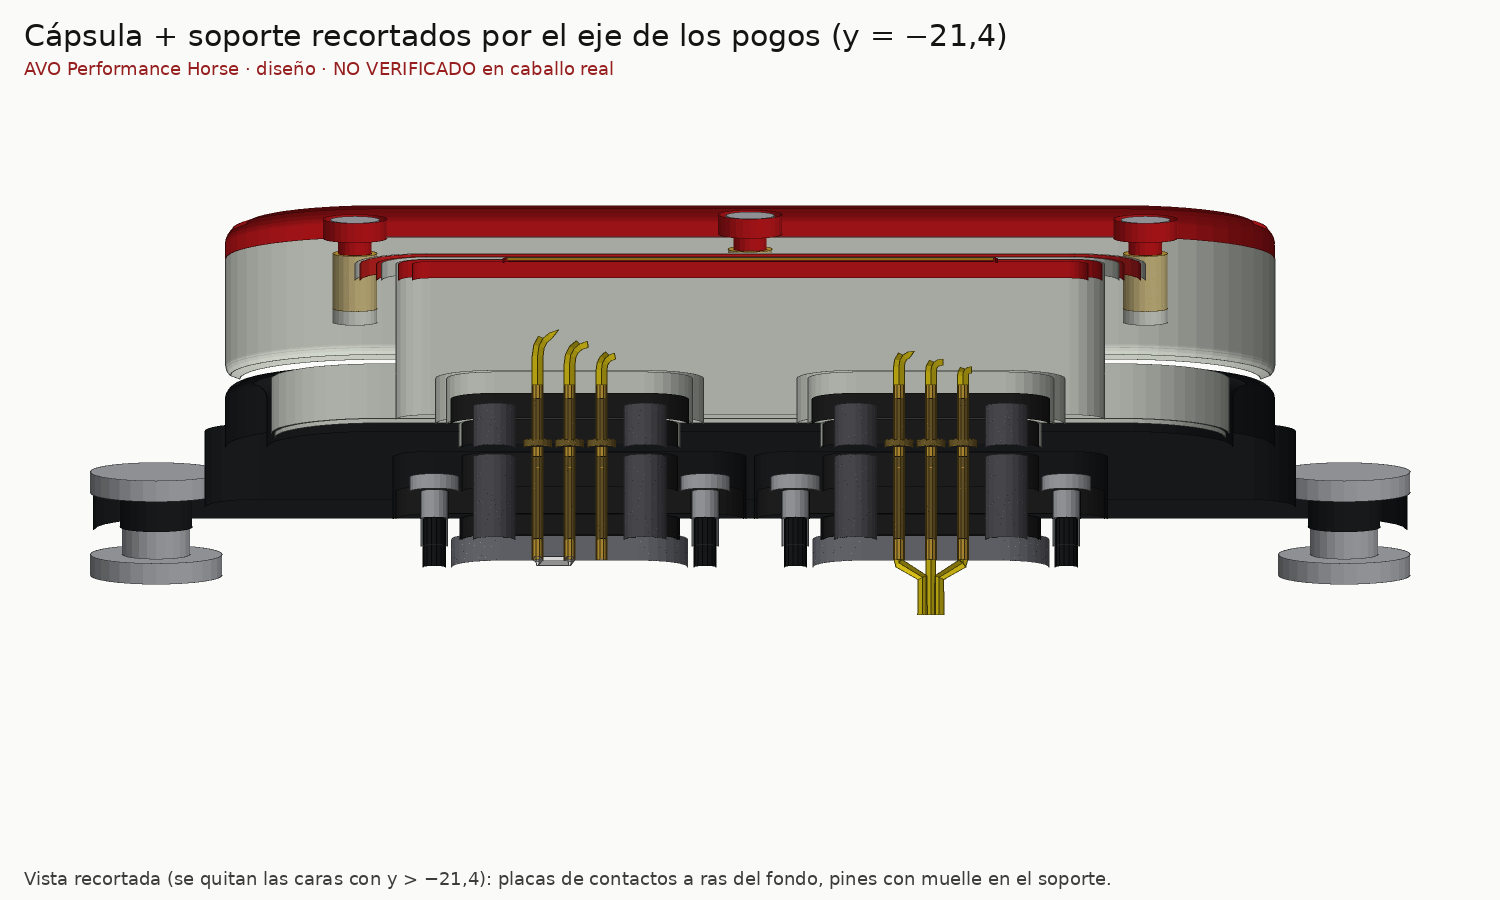 Cápsula + soporte recortados por el eje de los pogos (y = −21,4)
AVO Performance Horse · diseño · NO VERIFICADO en caballo real
Vista recortada (se quitan las caras con y > −21,4): placas de contactos a ras del fondo, pines con muelle en el soporte.